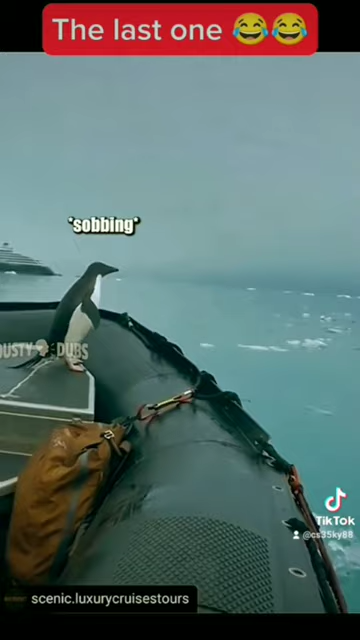 The last one 😂😂
*sobbing*
DUSTY DUBS
TikTok
@cs35ky88
scenic.luxurycruisestours